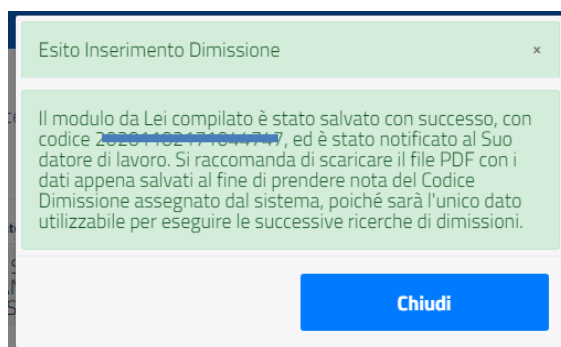 Esito Inserimento Dimissione ×
Il modulo da Lei compilato è stato salvato con successo, con
codice , ed è stato notificato al Suo
datore di lavoro. Si raccomanda di scaricare il file PDF con i
dati appena salvati al fine di prendere nota del Codice
Dimissione assegnato dal sistema, poiché sarà l'unico dato
utilizzabile per eseguire le successive ricerche di dimissioni.
Chiudi